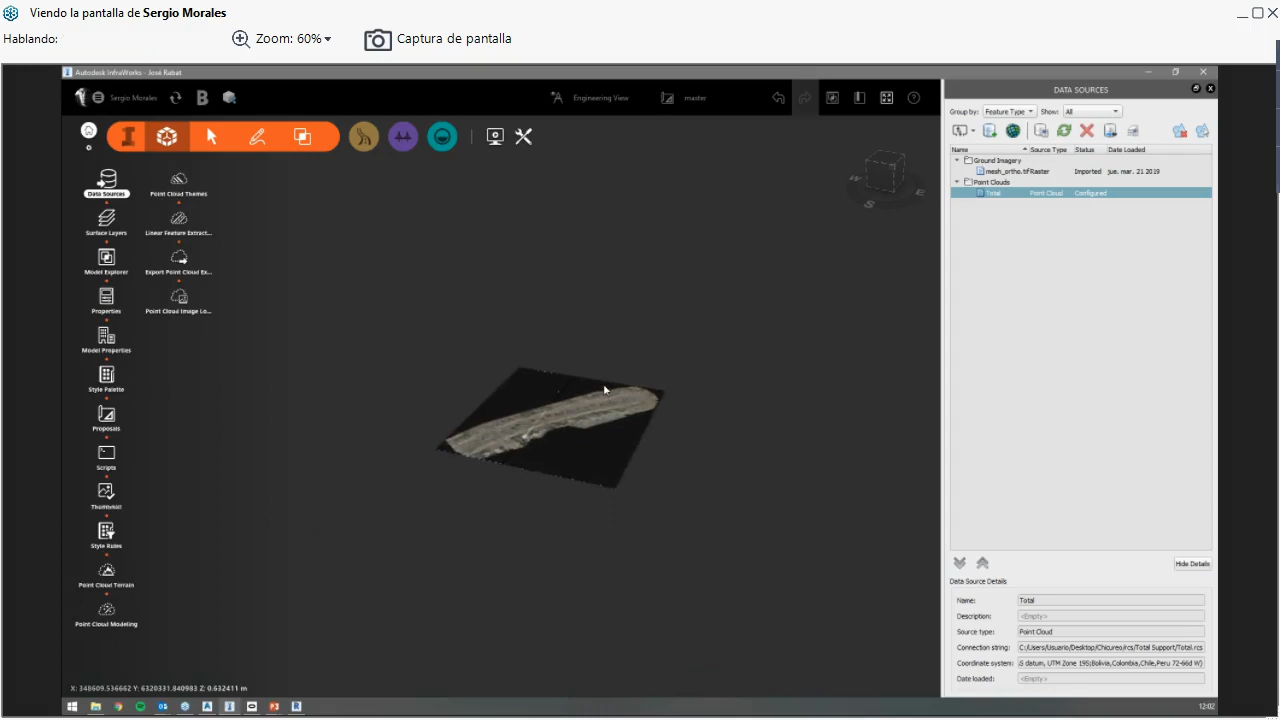 Viendo la pantalla de Sergio Morales
Hablando:
Zoom: 60%
Captura de pantalla
Autodesk InfraWorks - José Rabat
Sergio Morales
Engineering View
master
DATA SOURCES
Group by: Feature Type Show: All
Name Source Type Status Date Loaded
Ground Imagery
mesh_ortho.tif Raster Imported jue. mar. 21 2019
Point Clouds
Total Point Cloud Configured
Data Sources
Point Cloud Themes
Surface Layers
Linear Feature Extract...
Model Explorer
Export Point Cloud Ex...
Properties
Point Cloud Image Lo...
Model Properties
Style Palette
Proposals
Scripts
Thumbnail
Style Rules
Point Cloud Terrain
Point Cloud Modeling
N
E
S
X: 348609.536662 Y: 6320331.840983 Z: 0.632411 m
Hide Details
Data Source Details
Name: Total
Description: <Empty>
Source type: Point Cloud
Connection string: C:/Users/Usuario/Desktop/Chicureo/rcs/Total Support/Total.rcs
Coordinate system: S datum, UTM Zone 19S;Bolivia,Colombia,Chile,Peru 72-66d W)
Date loaded: <Empty>
12:02